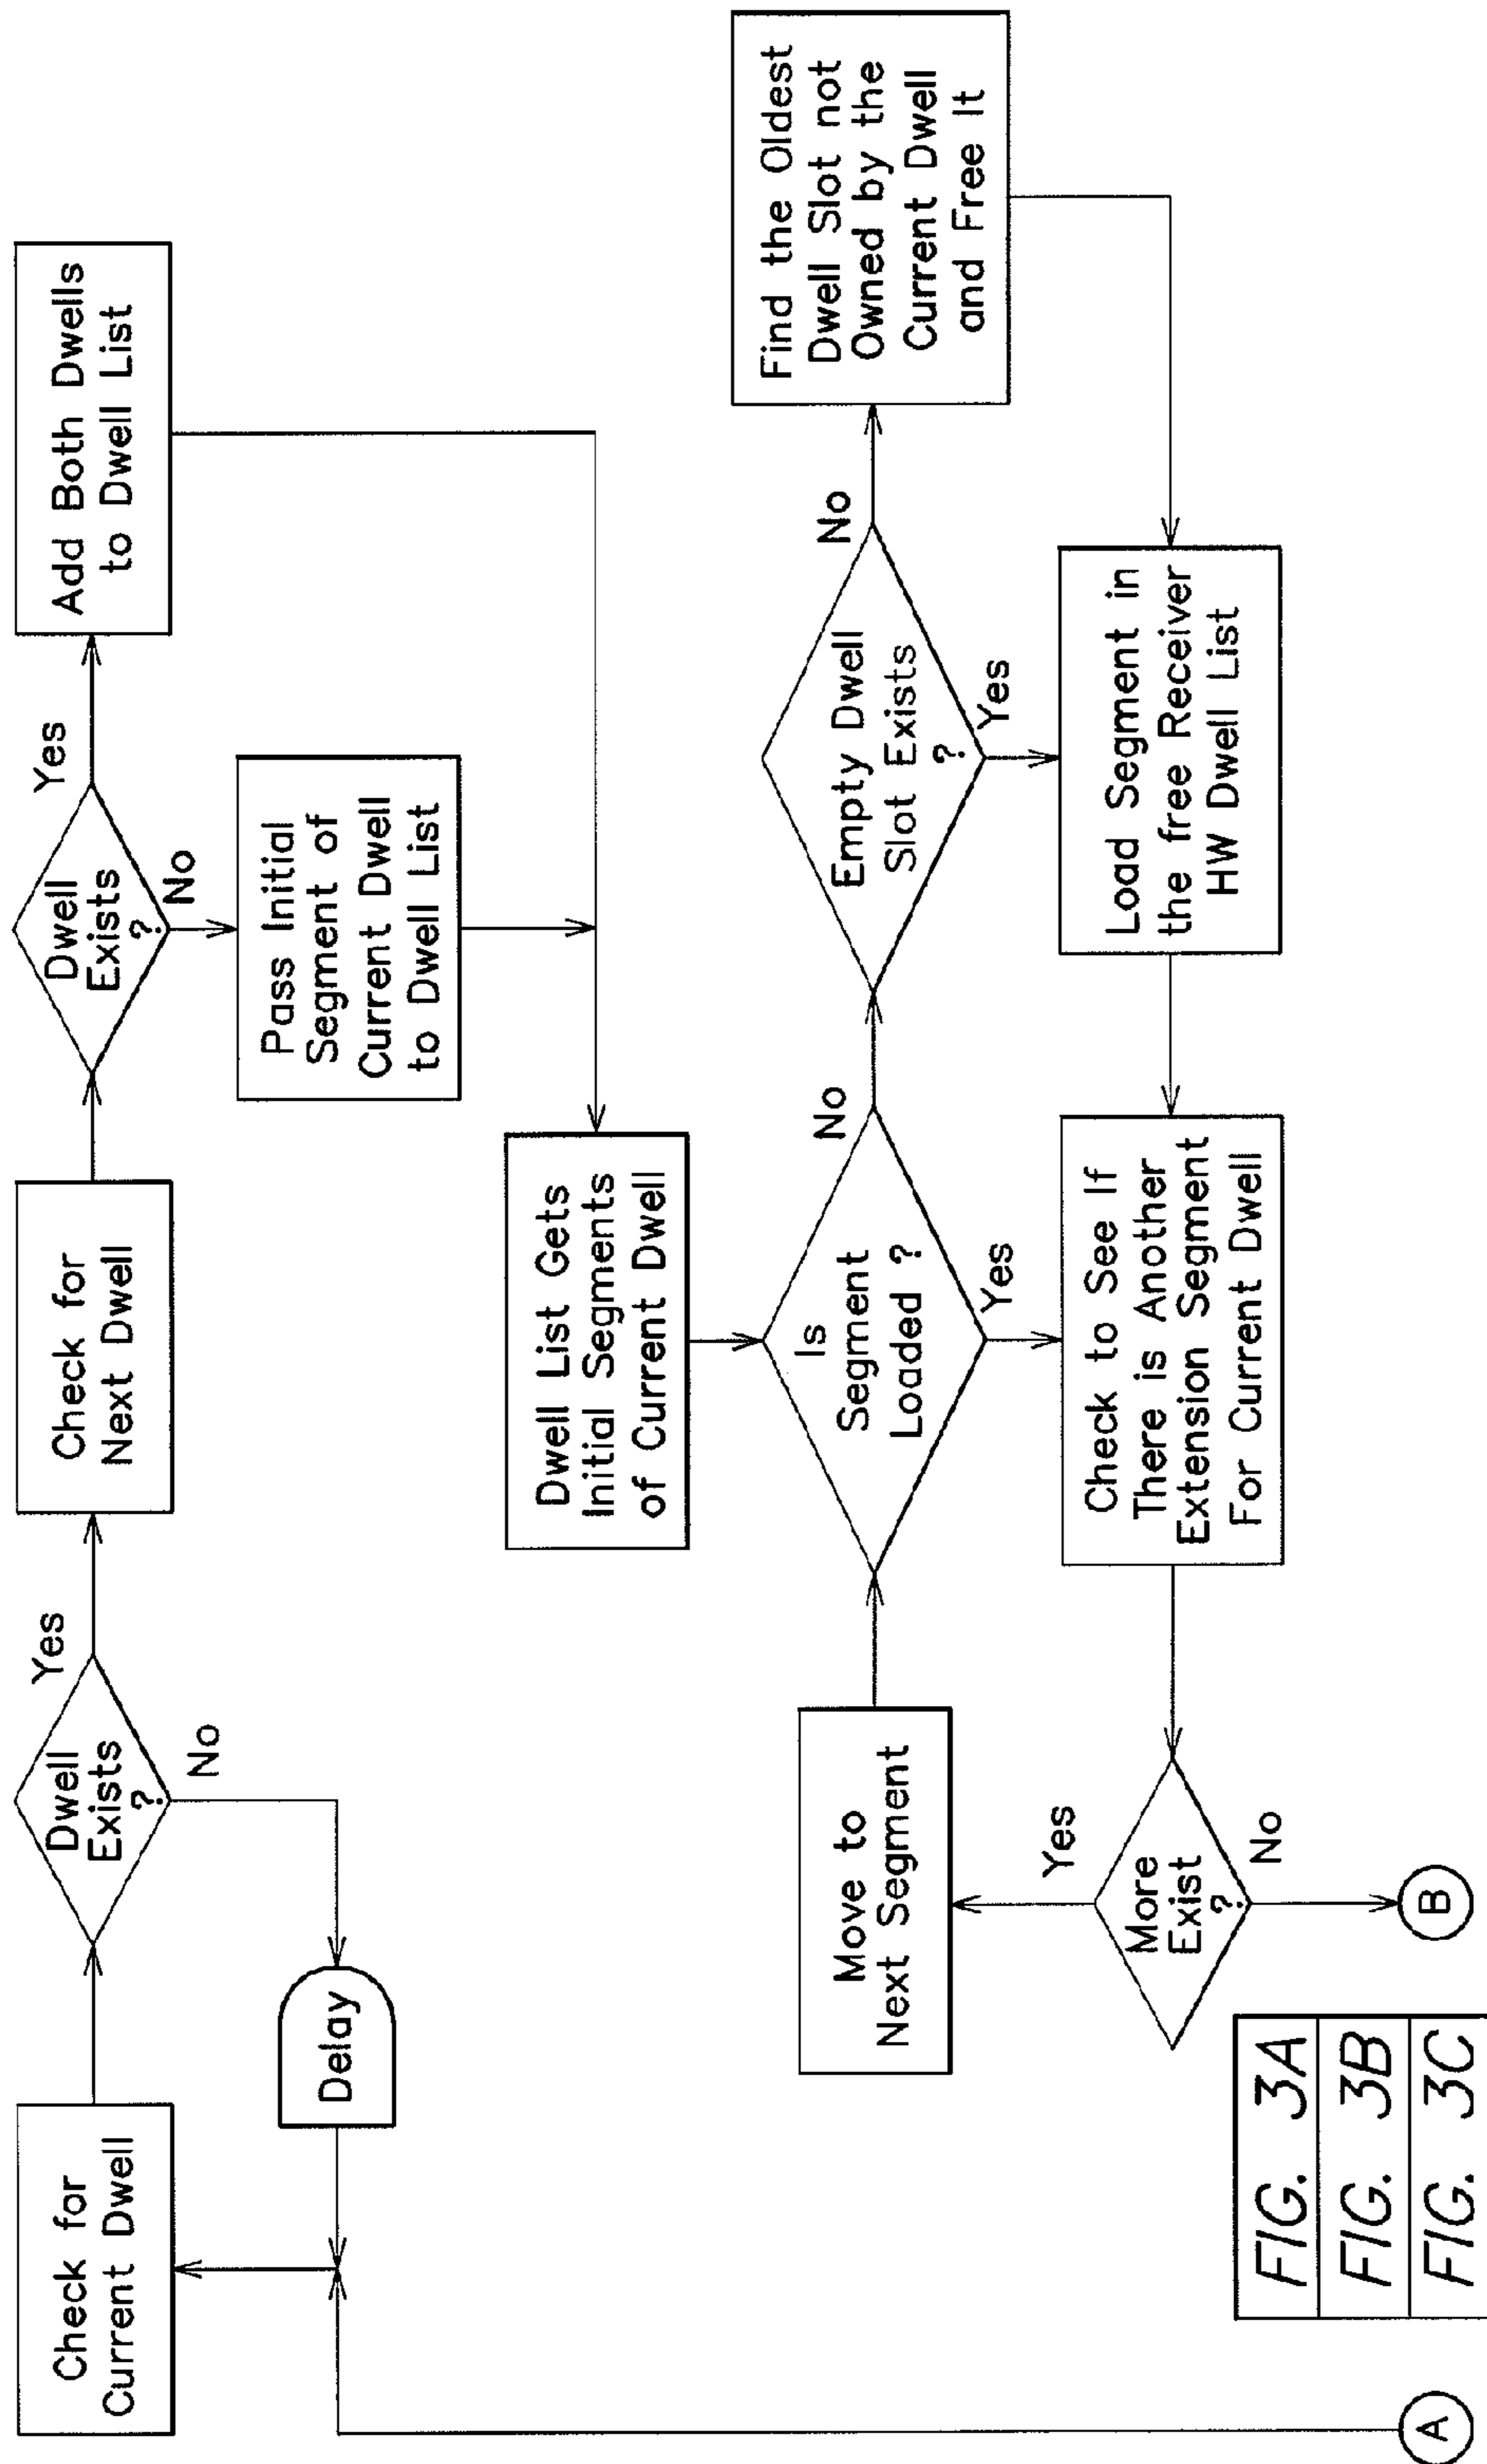 Check for
Current Dwell
Dwell
Exists
?
Yes
No
Delay
Check for
Next Dwell
Dwell
Exists
?
Yes
No
Add Both Dwells
to Dwell List
Pass Initial
Segment of
Current Dwell
to Dwell List
Dwell List Gets
Initial Segments
of Current Dwell
Move to
Next Segment
Is
Segment
Loaded ?
No
Yes
Empty Dwell
Slot Exists
?
No
Yes
Find the Oldest
Dwell Slot not
Owned by the
Current Dwell
and Free It
Load Segment in
the free Receiver
HW Dwell List
Check to See If
There is Another
Extension Segment
For Current Dwell
More
Exist
?
Yes
No
A
B
FIG. 3A
FIG. 3B
FIG. 3C